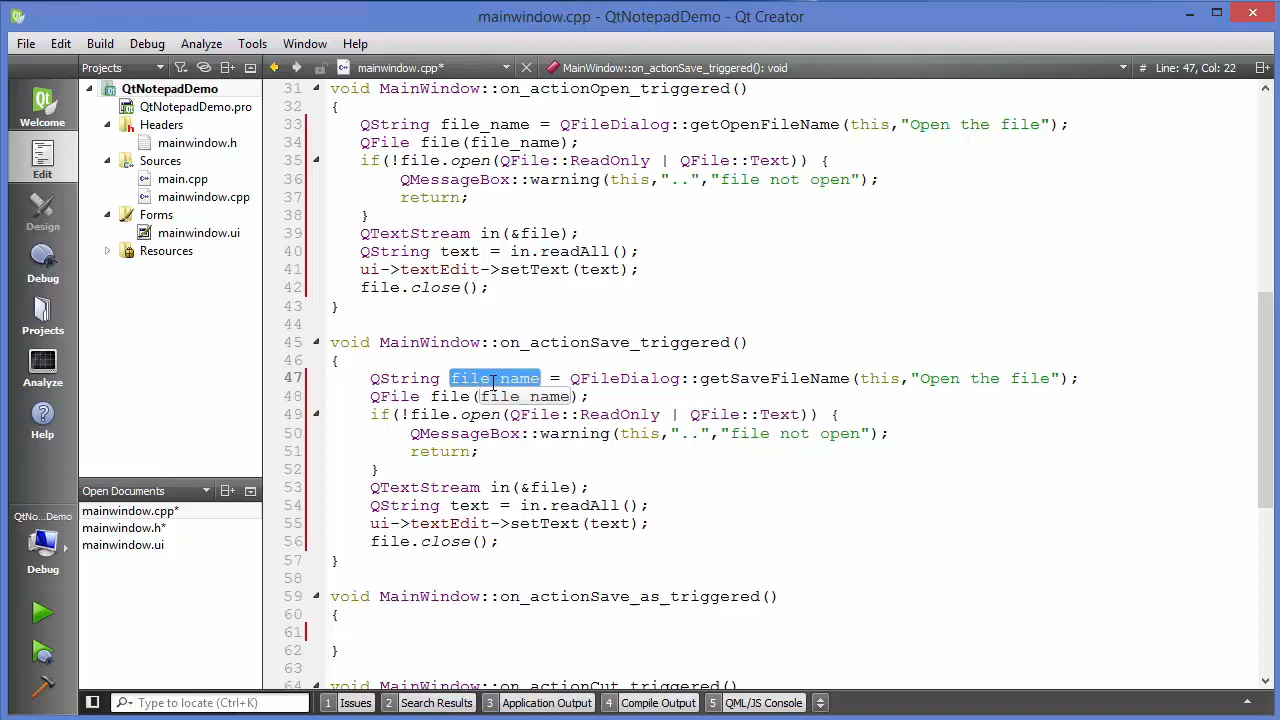 mainwindow.cpp - QtNotepadDemo - Qt Creator
File Edit Build Debug Analyze Tools Window Help
Projects mainwindow.cpp* MainWindow::on_actionSave_triggered(): void # Line: 47, Col: 22
Welcome
Edit
Design
Debug
Projects
Analyze
Help
QtNo...Demo
Debug
QtNotepadDemo
QtNotepadDemo.pro
Headers
mainwindow.h
Sources
main.cpp
mainwindow.cpp
Forms
mainwindow.ui
Resources
Open Documents
mainwindow.cpp*
mainwindow.h*
mainwindow.ui
31 void MainWindow::on_actionOpen_triggered()
32 {
33 QString file_name = QFileDialog::getOpenFileName(this,"Open the file");
34 QFile file(file_name);
35 if(!file.open(QFile::ReadOnly | QFile::Text)) {
36 QMessageBox::warning(this,"..","file not open");
37 return;
38 }
39 QTextStream in(&file);
40 QString text = in.readAll();
41 ui->textEdit->setText(text);
42 file.close();
43 }
44
45 void MainWindow::on_actionSave_triggered()
46 {
47 QString file_name = QFileDialog::getSaveFileName(this,"Open the file");
48 QFile file(file_name);
49 if(!file.open(QFile::ReadOnly | QFile::Text)) {
50 QMessageBox::warning(this,"..","file not open");
51 return;
52 }
53 QTextStream in(&file);
54 QString text = in.readAll();
55 ui->textEdit->setText(text);
56 file.close();
57 }
58
59 void MainWindow::on_actionSave_as_triggered()
60 {
61
62 }
63
64 void MainWindow::on_actionCut_triggered()
Type to locate (Ctrl+K) 1 Issues 2 Search Results 3 Application Output 4 Compile Output 5 QML/JS Console